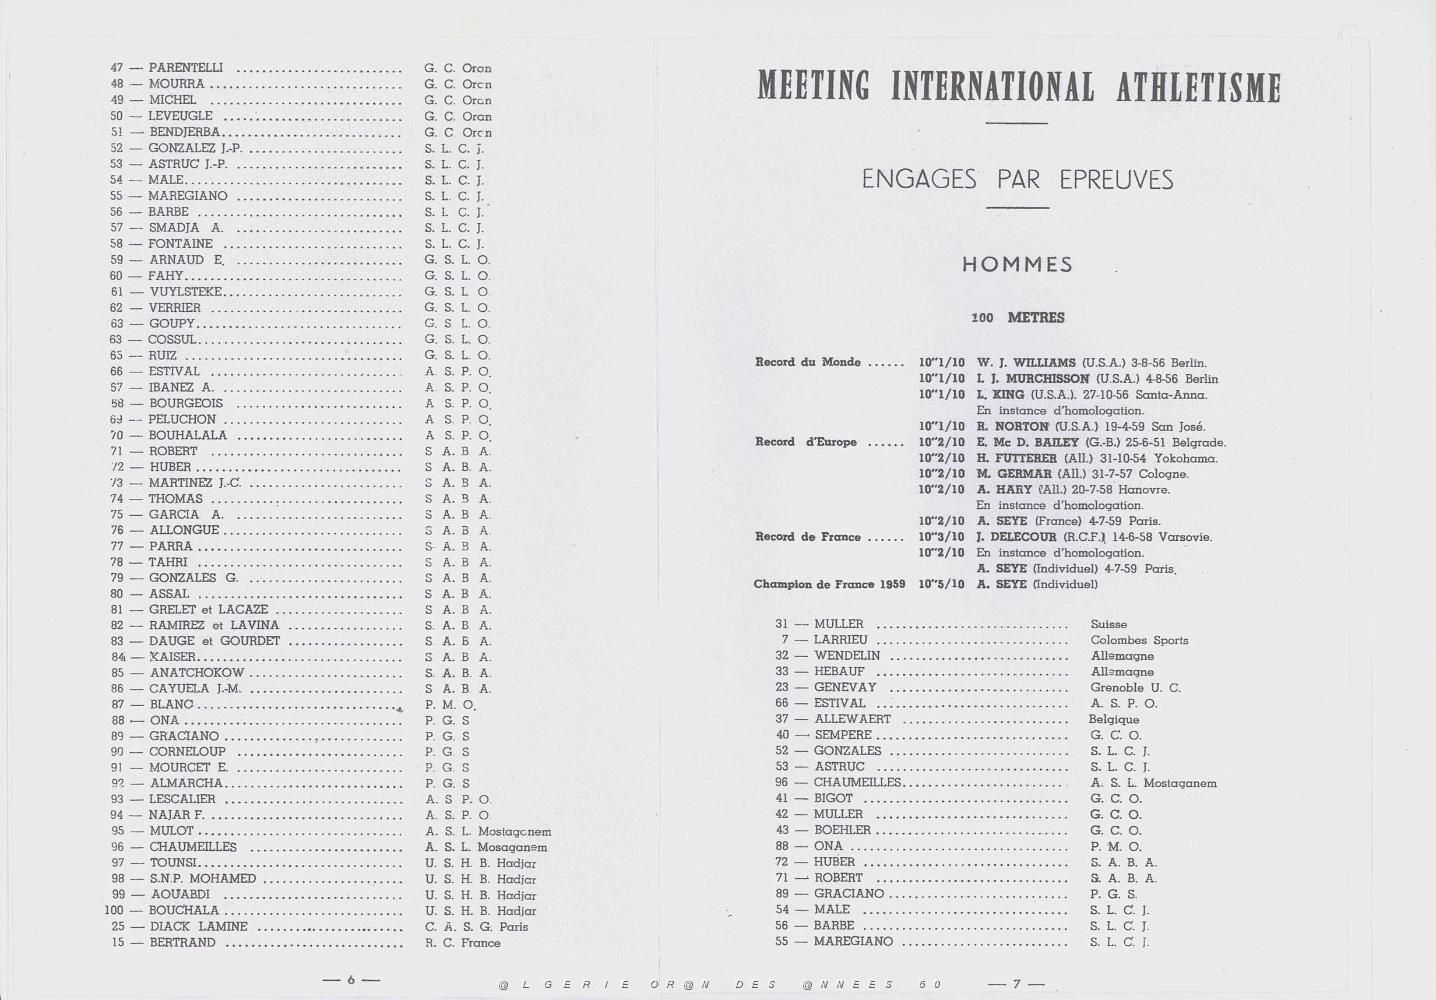 47 — PARENTELLI .......................... G. C. Oran
48 — MOURRA .............................. G. C. Oran
49 — MICHEL .............................. G. C. Oran
50 — LEVEUGLE ............................ G. C. Oran
51 — BENDJERBA............................ G. C. Oran
52 — GONZALEZ J.-P. ........................ S. L. C. J.
53 — ASTRUC J.-P. .......................... S. L. C. J.
54 — MALE.................................. S. L. C. J.
55 — MAREGIANO ........................... S. L. C. J.
56 — BARBE ................................ S. L. C. J.
57 — SMADJA A. ............................ S. L. C. J.
58 — FONTAINE ............................ S. L. C. J.
59 — ARNAUD E. ............................ G. S. L. O.
60 — FAHY.................................. G. S. L. O.
61 — VUYLSTEKE............................ G. S. L. O.
62 — VERRIER .............................. G. S. L. O.
63 — GOUPY................................ G. S. L. O.
63 — COSSUL................................ G. S. L. O.
65 — RUIZ .................................. G. S. L. O.
66 — ESTIVAL .............................. A. S. P. O.
57 — IBANEZ A. ............................ A. S. P. O.
68 — BOURGEOIS ............................ A. S. P. O.
69 — PELUCHON ............................ A. S. P. O.
70 — BOUHALALA .......................... A. S. P. O.
71 — ROBERT .............................. S A. B A.
72 — HUBER ................................ S A. B. A.
73 — MARTINEZ J.-C. ........................ S A. B A.
74 — THOMAS .............................. S A. B A.
75 — GARCIA A. ............................ S A. B A.
76 — ALLONGUE............................ S A. B A.
77 — PARRA ................................ S. A. B A.
78 — TAHRI ................................ S A. B A.
79 — GONZALES G. ........................ S A. B A.
80 — ASSAL ................................ S A. B A.
81 — GRELET et LACAZE .................... S A. B A.
82 — RAMIREZ et LAVINA .................. S A. B. A.
83 — DAUGE et GOURDET .................. S A. B A.
84 — KAISER................................ S A. B A.
85 — ANATCHOKOW ........................ S. A. B A.
86 — CAYUELA J.-M. ........................ S A. B. A.
87 — BLANC................................ P. M. O.
88 — ONA .................................. P. G. S
89 — GRACIANO ............................ P. G. S
90 — CORNELOUP .......................... P. G. S
91 — MOURCET E. .......................... P. G. S
92 — ALMARCHA............................ P. G. S
93 — LESCALIER ............................ A. S P. O.
94 — NAJAR F. .............................. A. S. P. O.
95 — MULOT................................ A. S. L. Mostaganem
96 — CHAUMEILLES ........................ A. S. L. Mosaganem
97 — TOUNSI................................ U. S. H. B. Hadjar
98 — S.N.P. MOHAMED ...................... U. S. H. B. Hadjar
99 — AOUABDI ............................ U. S. H. B. Hadjar
100 — BOUCHALA .......................... U. S. H. B. Hadjar
25 — DIACK LAMINE ...................... C. A. S. G. Paris
15 — BERTRAND .......................... R. C. France
— 6 —
MEETING INTERNATIONAL ATHLETISME
ENGAGES PAR EPREUVES
HOMMES
100 METRES
Record du Monde ...... 10"1/10 W. J. WILLIAMS (U.S.A.) 3-8-56 Berlin.
10"1/10 I. J. MURCHISSON (U.S.A.) 4-8-56 Berlin
10"1/10 L. KING (U.S.A.). 27-10-56 Santa-Anna.
En instance d'homologation.
10"1/10 R. NORTON (U.S.A.) 19-4-59 San José.
Record d'Europe ...... 10"2/10 E. Mc D. BAILEY (G.-B.) 25-6-51 Belgrade.
10"2/10 H. FUTTERER (All.) 31-10-54 Yokohama.
10"2/10 M. GERMAR (All.) 31-7-57 Cologne.
10"2/10 A. HARY (All.) 20-7-58 Hanovre.
En instance d'homologation.
10"2/10 A. SEYE (France) 4-7-59 Paris.
Record de France ...... 10"3/10 J. DELECOUR (R.C.F.) 14-6-58 Varsovie.
10"2/10 En instance d'homologation.
A. SEYE (Individuel) 4-7-59 Paris.
Champion de France 1959 10"5/10 A. SEYE (Individuel)
31 — MULLER .............................. Suisse
7 — LARRIEU .............................. Colombes Sports
32 — WENDELIN ............................ Allemagne
33 — HEBAUF .............................. Allemagne
23 — GENEVAY ............................ Grenoble U. C.
66 — ESTIVAL .............................. A. S. P. O.
37 — ALLEWAERT .......................... Belgique
40 — SEMPERE.............................. G. C. O.
52 — GONZALES ............................ S. L. C. J.
53 — ASTRUC .............................. S. L. C. J.
96 — CHAUMEILLES.......................... A. S. L. Mostaganem
41 — BIGOT ................................ G. C. O.
42 — MULLER .............................. G. C. O.
43 — BOEHLER .............................. G. C. O.
88 — ONA .................................. P. M. O.
72 — HUBER ................................ S. A. B. A.
71 — ROBERT .............................. S. A. B. A.
89 — GRACIANO ............................ P. G. S.
54 — MALE ................................ S. L. C. J.
56 — BARBE ................................ S. L. C. J.
55 — MAREGIANO .......................... S. L. C. J.
— 7 —
@ L G E R I E O R @ N D E S @ N N E E S 5 0